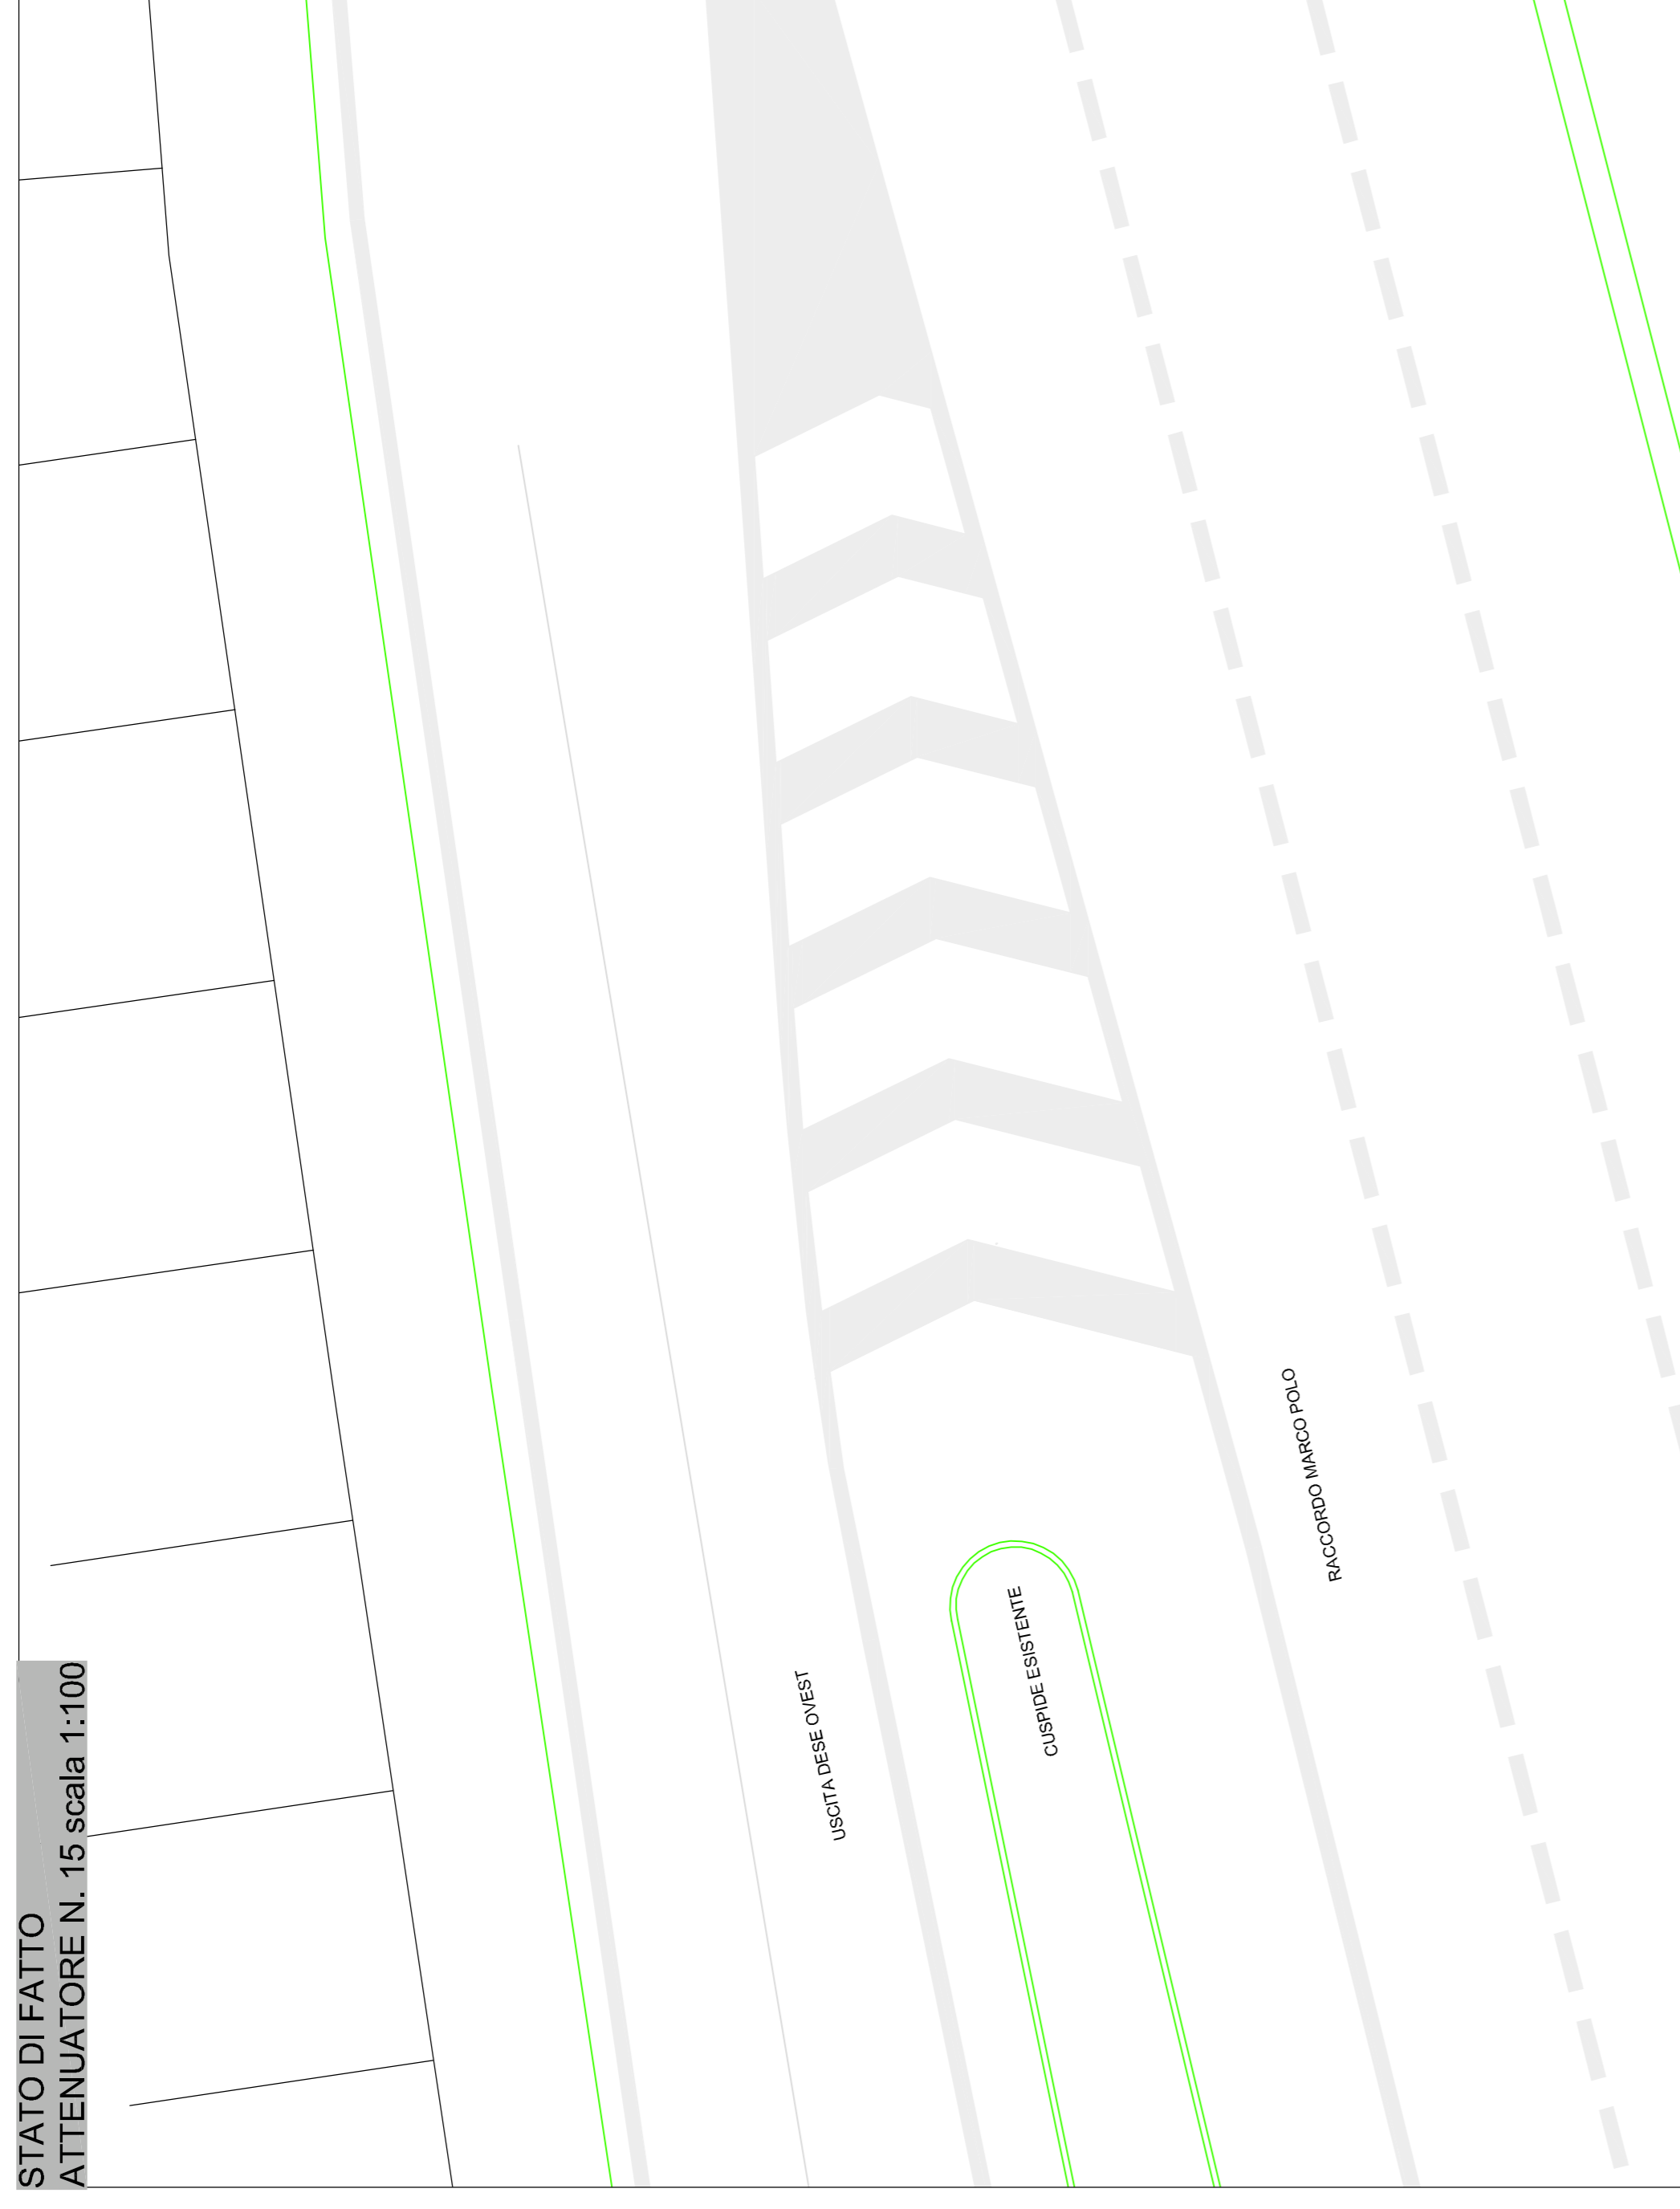 STATO DI FATTO
ATTENUATORE N. 15 scala 1:100
USCITA DESE OVEST
CUSPIDE ESISTENTE
RACCORDO MARCO POLO